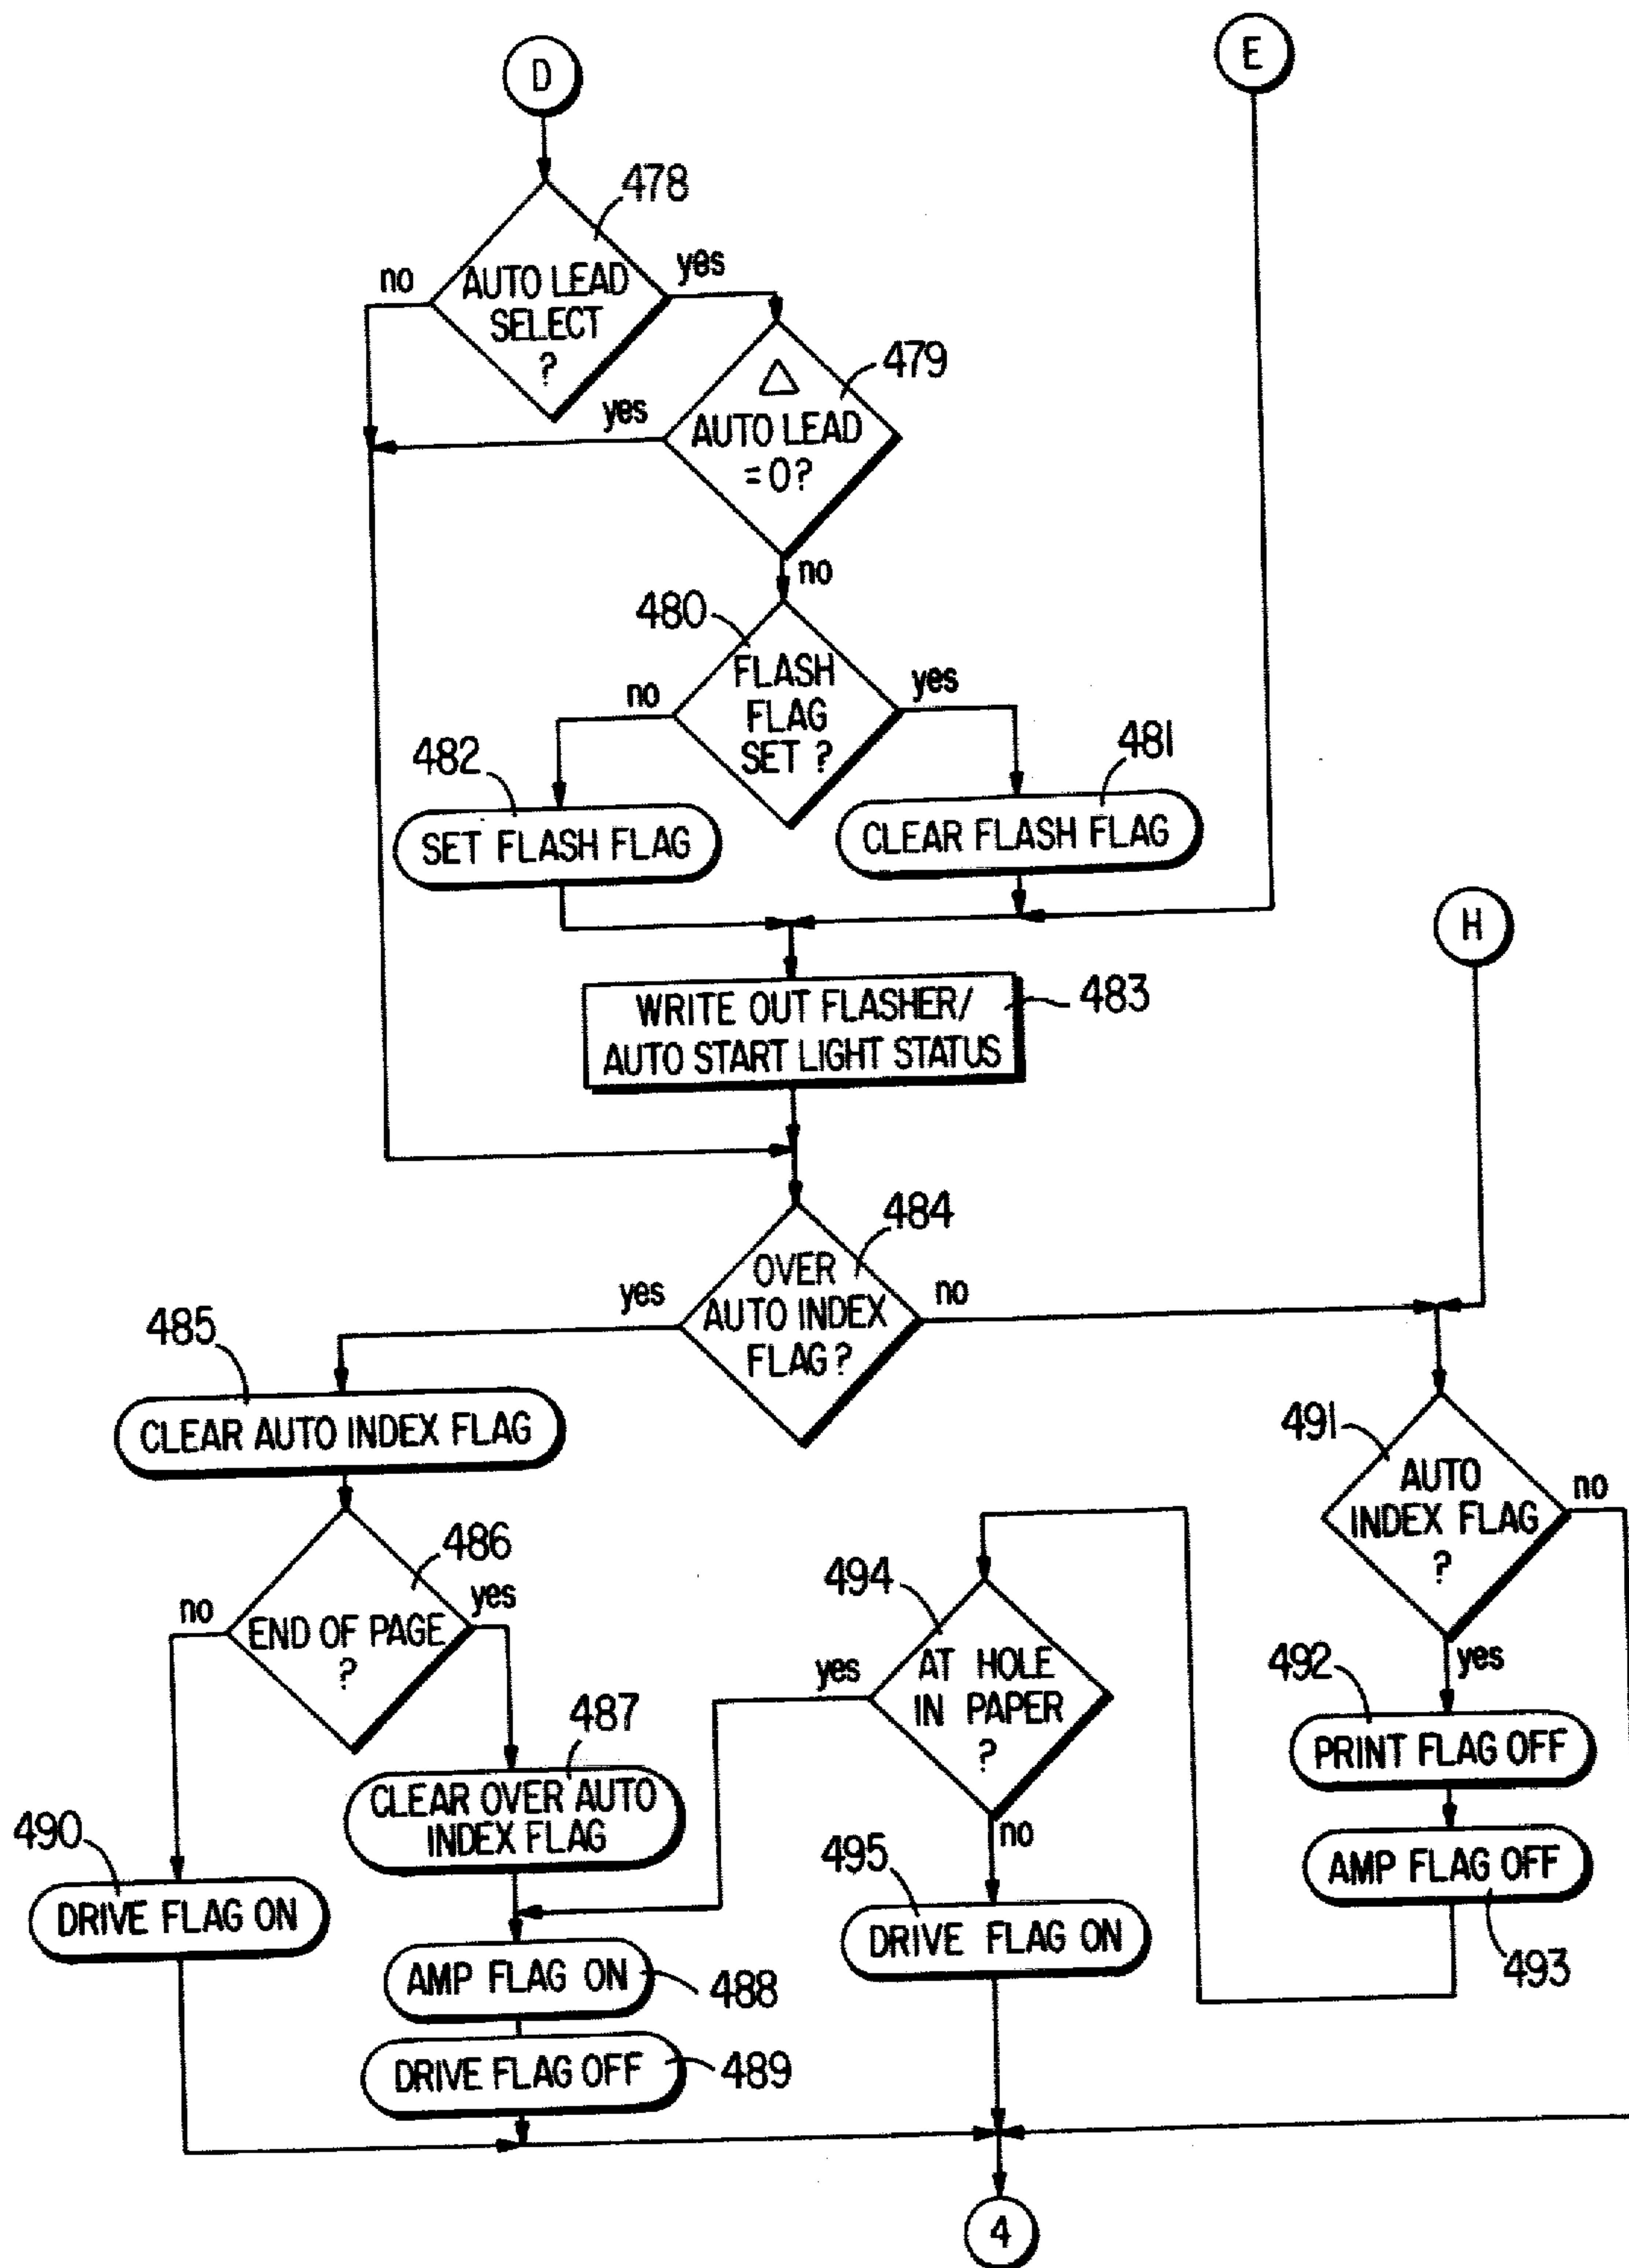 D
E
478
no
yes
AUTO LEAD
SELECT
?
479
yes
△
AUTO LEAD
=0?
no
480
FLASH
FLAG
SET ?
no
yes
482
481
SET FLASH FLAG
CLEAR FLASH FLAG
H
WRITE OUT FLASHER/
AUTO START LIGHT STATUS
483
484
yes
OVER
AUTO INDEX
FLAG?
no
485
CLEAR AUTO INDEX FLAG
491
AUTO
INDEX FLAG
?
no
yes
486
no
yes
END OF PAGE
?
494
yes
AT HOLE
IN PAPER
?
no
492
PRINT FLAG OFF
487
CLEAR OVER AUTO
INDEX FLAG
490
DRIVE FLAG ON
495
DRIVE FLAG ON
AMP FLAG OFF
493
AMP FLAG ON
488
DRIVE FLAG OFF
489
4